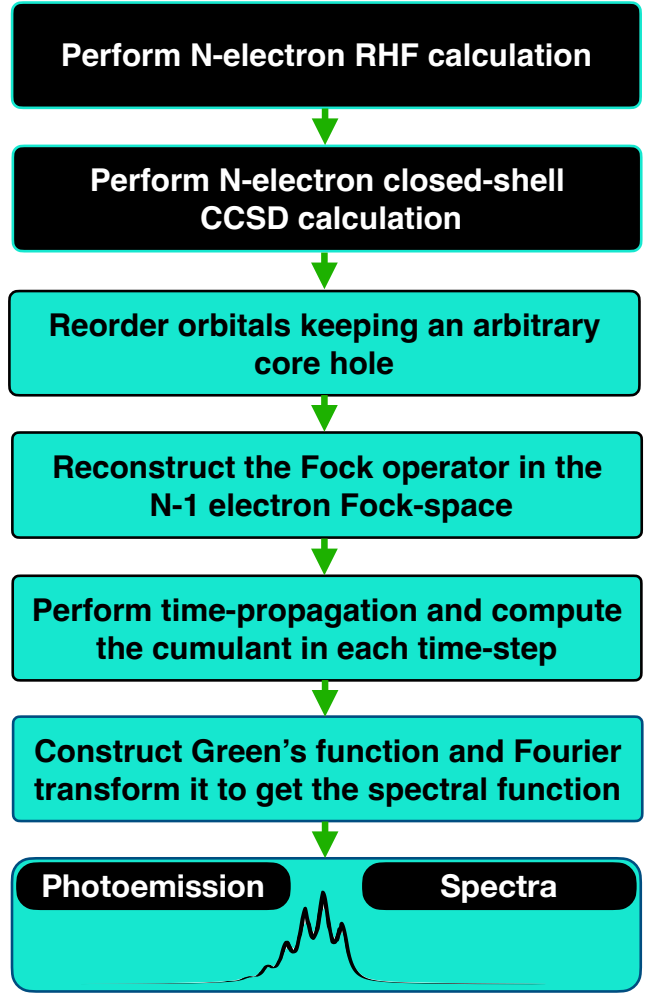 Perform N-electron RHF calculation
Perform N-electron closed-shell
CCSD calculation
Reorder orbitals keeping an arbitrary
core hole
Reconstruct the Fock operator in the
N-1 electron Fock-space
Perform time-propagation and compute
the cumulant in each time-step
Construct Green’s function and Fourier
transform it to get the spectral function
Photoemission Spectra